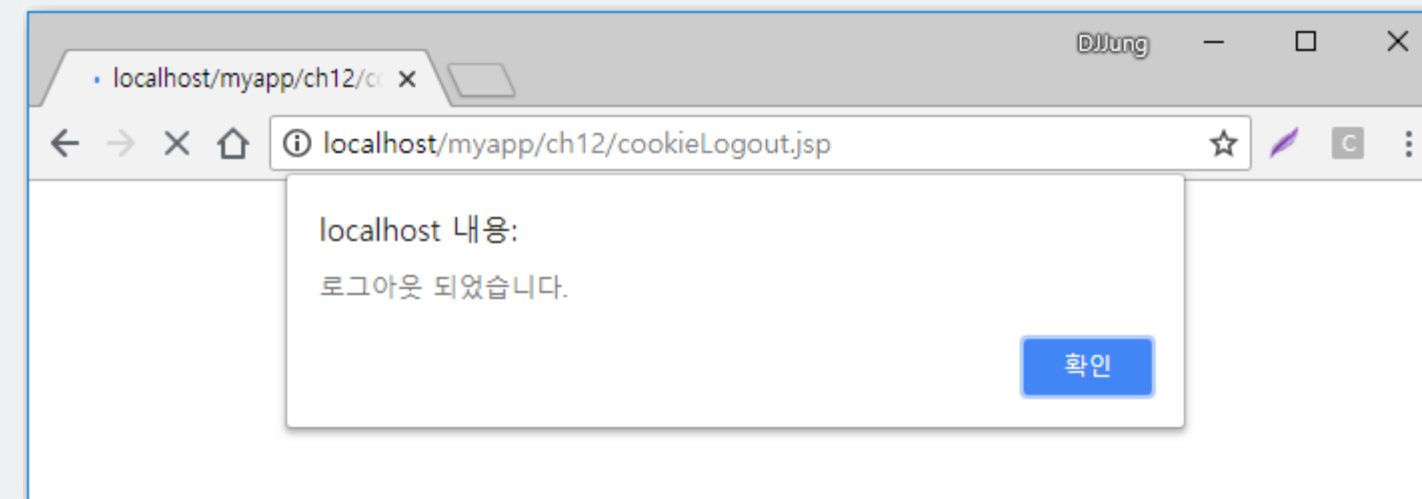 DJJung
localhost/myapp/ch12/cc
localhost/myapp/ch12/cookieLogout.jsp
C
localhost 내용:
로그아웃 되었습니다.
확인